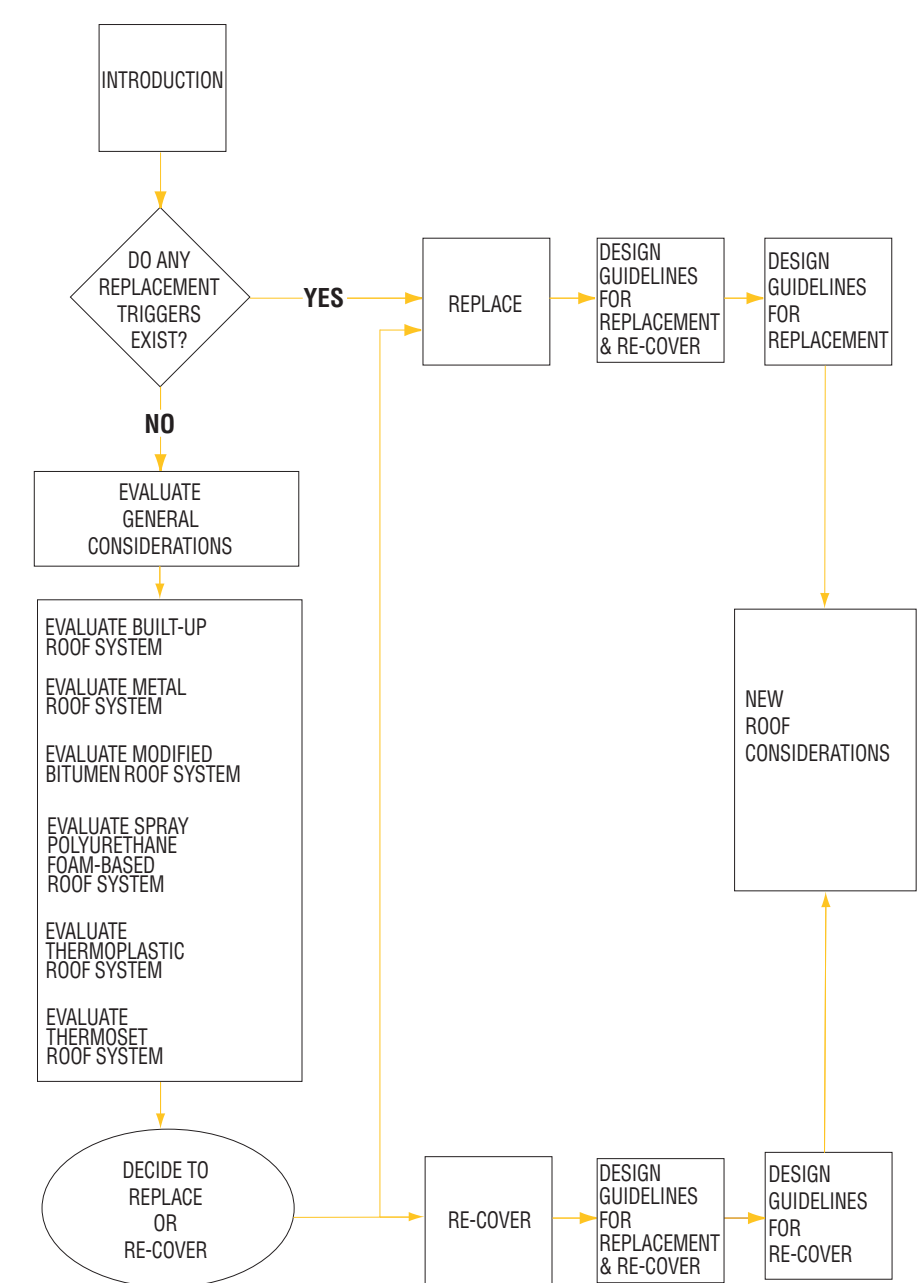 INTRODUCTION
DO ANY
REPLACEMENT
TRIGGERS
EXIST?
YES
REPLACE
DESIGN
GUIDELINES
FOR
REPLACEMENT
& RE-COVER
DESIGN
GUIDELINES
FOR
REPLACEMENT
NO
EVALUATE
GENERAL
CONSIDERATIONS
EVALUATE BUILT-UP
ROOF SYSTEM
EVALUATE METAL
ROOF SYSTEM
EVALUATE MODIFIED
BITUMEN ROOF SYSTEM
EVALUATE SPRAY
POLYURETHANE
FOAM-BASED
ROOF SYSTEM
EVALUATE
THERMOPLASTIC
ROOF SYSTEM
EVALUATE
THERMOSET
ROOF SYSTEM
NEW
ROOF
CONSIDERATIONS
DECIDE TO
REPLACE
OR
RE-COVER
RE-COVER
DESIGN
GUIDELINES
FOR
REPLACEMENT
& RE-COVER
DESIGN
GUIDELINES
FOR
RE-COVER